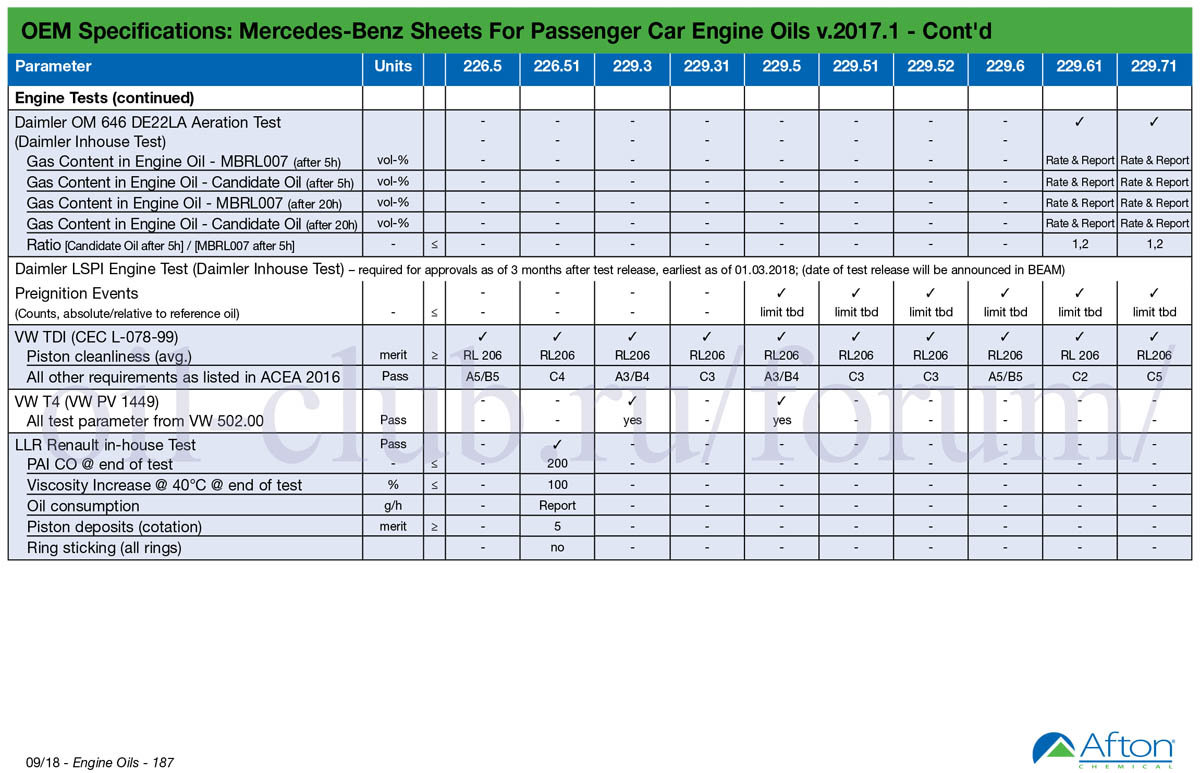 OEM Specifications: Mercedes-Benz Sheets For Passenger Car Engine Oils v.2017.1 - Cont'd
Parameter Units 226.5 226.51 229.3 229.31 229.5 229.51 229.52 229.6 229.61 229.71
Engine Tests (continued)
Daimler OM 646 DE22LA Aeration Test - - - - - - - - ✓ ✓
(Daimler Inhouse Test) - - - - - - - -
Gas Content in Engine Oil - MBRL007 (after 5h) vol-% - - - - - - - - Rate & Report Rate & Report
Gas Content in Engine Oil - Candidate Oil (after 5h) vol-% - - - - - - - - Rate & Report Rate & Report
Gas Content in Engine Oil - MBRL007 (after 20h) vol-% - - - - - - - - Rate & Report Rate & Report
Gas Content in Engine Oil - Candidate Oil (after 20h) vol-% - - - - - - - - Rate & Report Rate & Report
Ratio [Candidate Oil after 5h] / [MBRL007 after 5h] - ≤ - - - - - - - - 1,2 1,2
Daimler LSPI Engine Test (Daimler Inhouse Test) – required for approvals as of 3 months after test release, earliest as of 01.03.2018; (date of test release will be announced in BEAM)
Preignition Events - - - - ✓ ✓ ✓ ✓ ✓ ✓
(Counts, absolute/relative to reference oil) - ≤ - - - - limit tbd limit tbd limit tbd limit tbd limit tbd limit tbd
VW TDI (CEC L-078-99) ✓ ✓ ✓ ✓ ✓ ✓ ✓ ✓ ✓ ✓
Piston cleanliness (avg.) merit ≥ RL 206 RL206 RL206 RL206 RL206 RL206 RL206 RL206 RL 206 RL206
All other requirements as listed in ACEA 2016 Pass A5/B5 C4 A3/B4 C3 A3/B4 C3 C3 A5/B5 C2 C5
VW T4 (VW PV 1449) - - ✓ - ✓ - - - - -
All test parameter from VW 502.00 Pass - - yes - yes - - - - -
LLR Renault in-house Test Pass - ✓ - - - - - - - -
PAI CO @ end of test - ≤ - 200 - - - - - - - -
Viscosity Increase @ 40°C @ end of test % ≤ - 100 - - - - - - - -
Oil consumption g/h - Report - - - - - - - -
Piston deposits (cotation) merit ≥ - 5 - - - - - - - -
Ring sticking (all rings) - no - - - - - - - -
oil-club.ru/forum/
09/18 - Engine Oils - 187
Afton
CHEMICAL